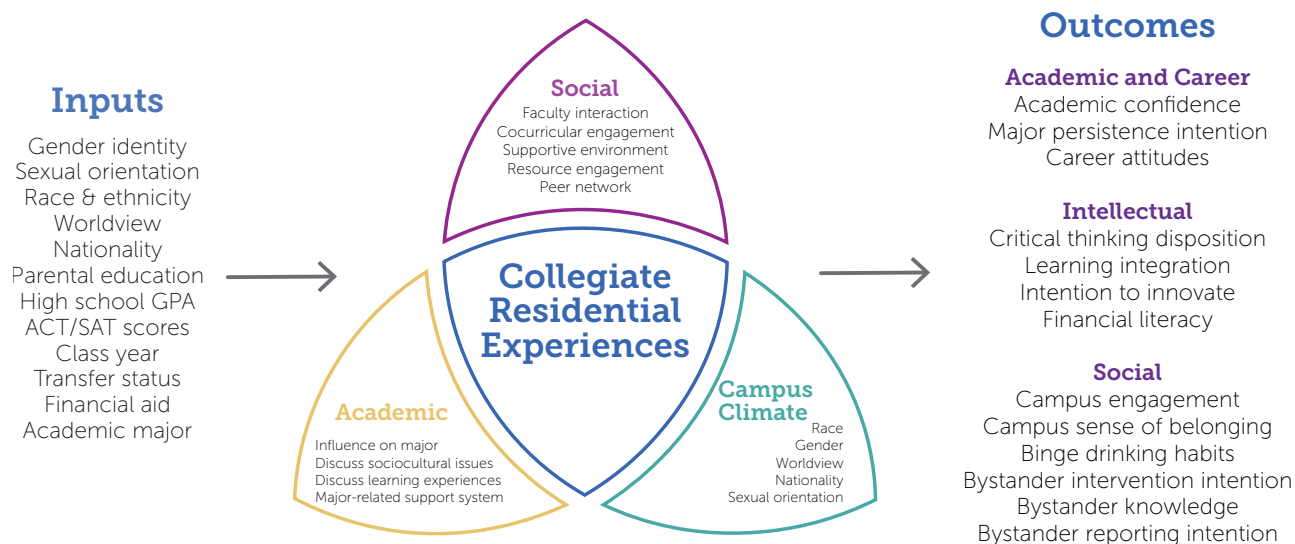 Inputs
Gender identity
Sexual orientation
Race & ethnicity
Worldview
Nationality
Parental education
High school GPA
ACT/SAT scores
Class year
Transfer status
Financial aid
Academic major
Social
Faculty interaction
Cocurricular engagement
Supportive environment
Resource engagement
Peer network
Collegiate
Residential
Experiences
Academic
Influence on major
Discuss sociocultural issues
Discuss learning experiences
Major-related support system
Campus
Climate
Race
Gender
Worldview
Nationality
Sexual orientation
Outcomes
Academic and Career
Academic confidence
Major persistence intention
Career attitudes
Intellectual
Critical thinking disposition
Learning integration
Intention to innovate
Financial literacy
Social
Campus engagement
Campus sense of belonging
Binge drinking habits
Bystander intervention intention
Bystander knowledge
Bystander reporting intention